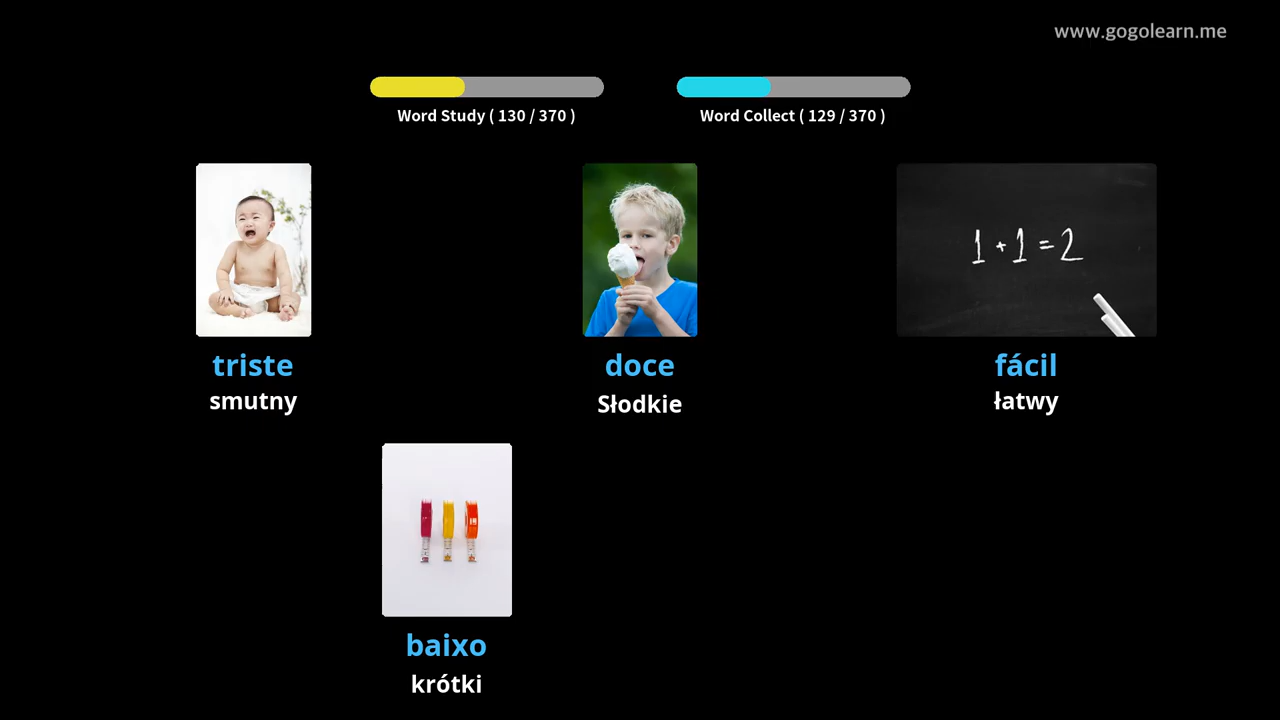 www.gogolearn.me
Word Study ( 130 / 370 )
Word Collect ( 129 / 370 )
triste
smutny
doce
Słodkie
fácil
łatwy
1 + 1 = 2
baixo
krótki